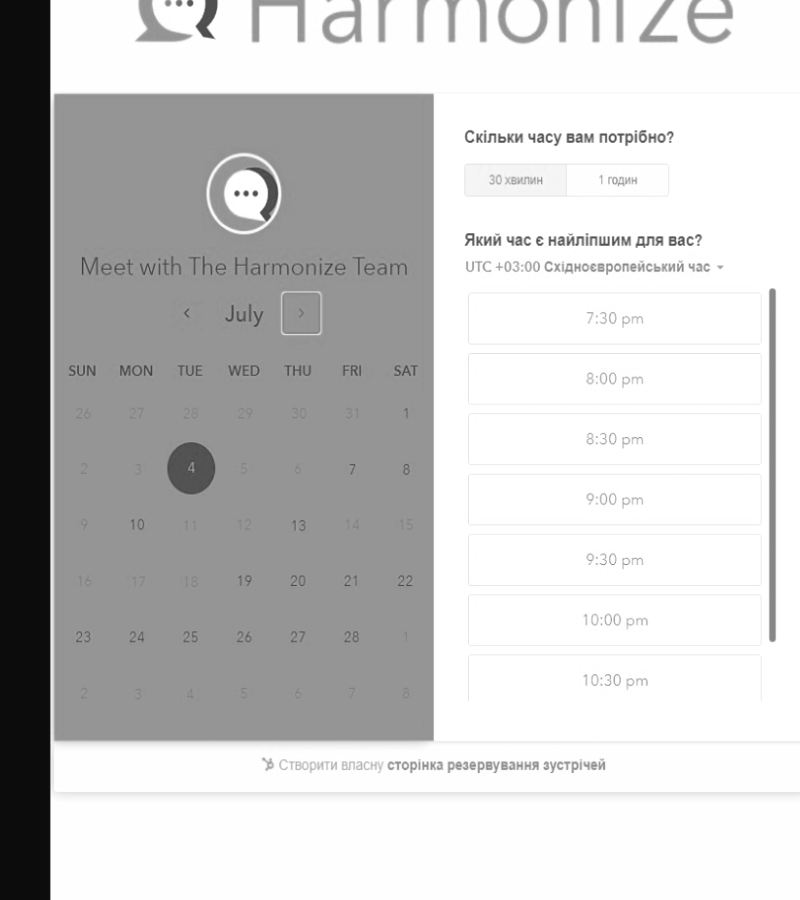 Harmonize
Meet with The Harmonize Team
July
SUN MON TUE WED THU FRI SAT
26 27 28 29 30 31 1
2 3 4 5 6 7 8
9 10 11 12 13 14 15
16 17 18 19 20 21 22
23 24 25 26 27 28 1
2 3 4 5 6 7 8
Скільки часу вам потрібно?
30 хвилин 1 годин
Який час є найліпшим для вас?
UTC +03:00 Східноєвропейський час
7:30 pm
8:00 pm
8:30 pm
9:00 pm
9:30 pm
10:00 pm
10:30 pm
Створити власну сторінка резервування зустрічей